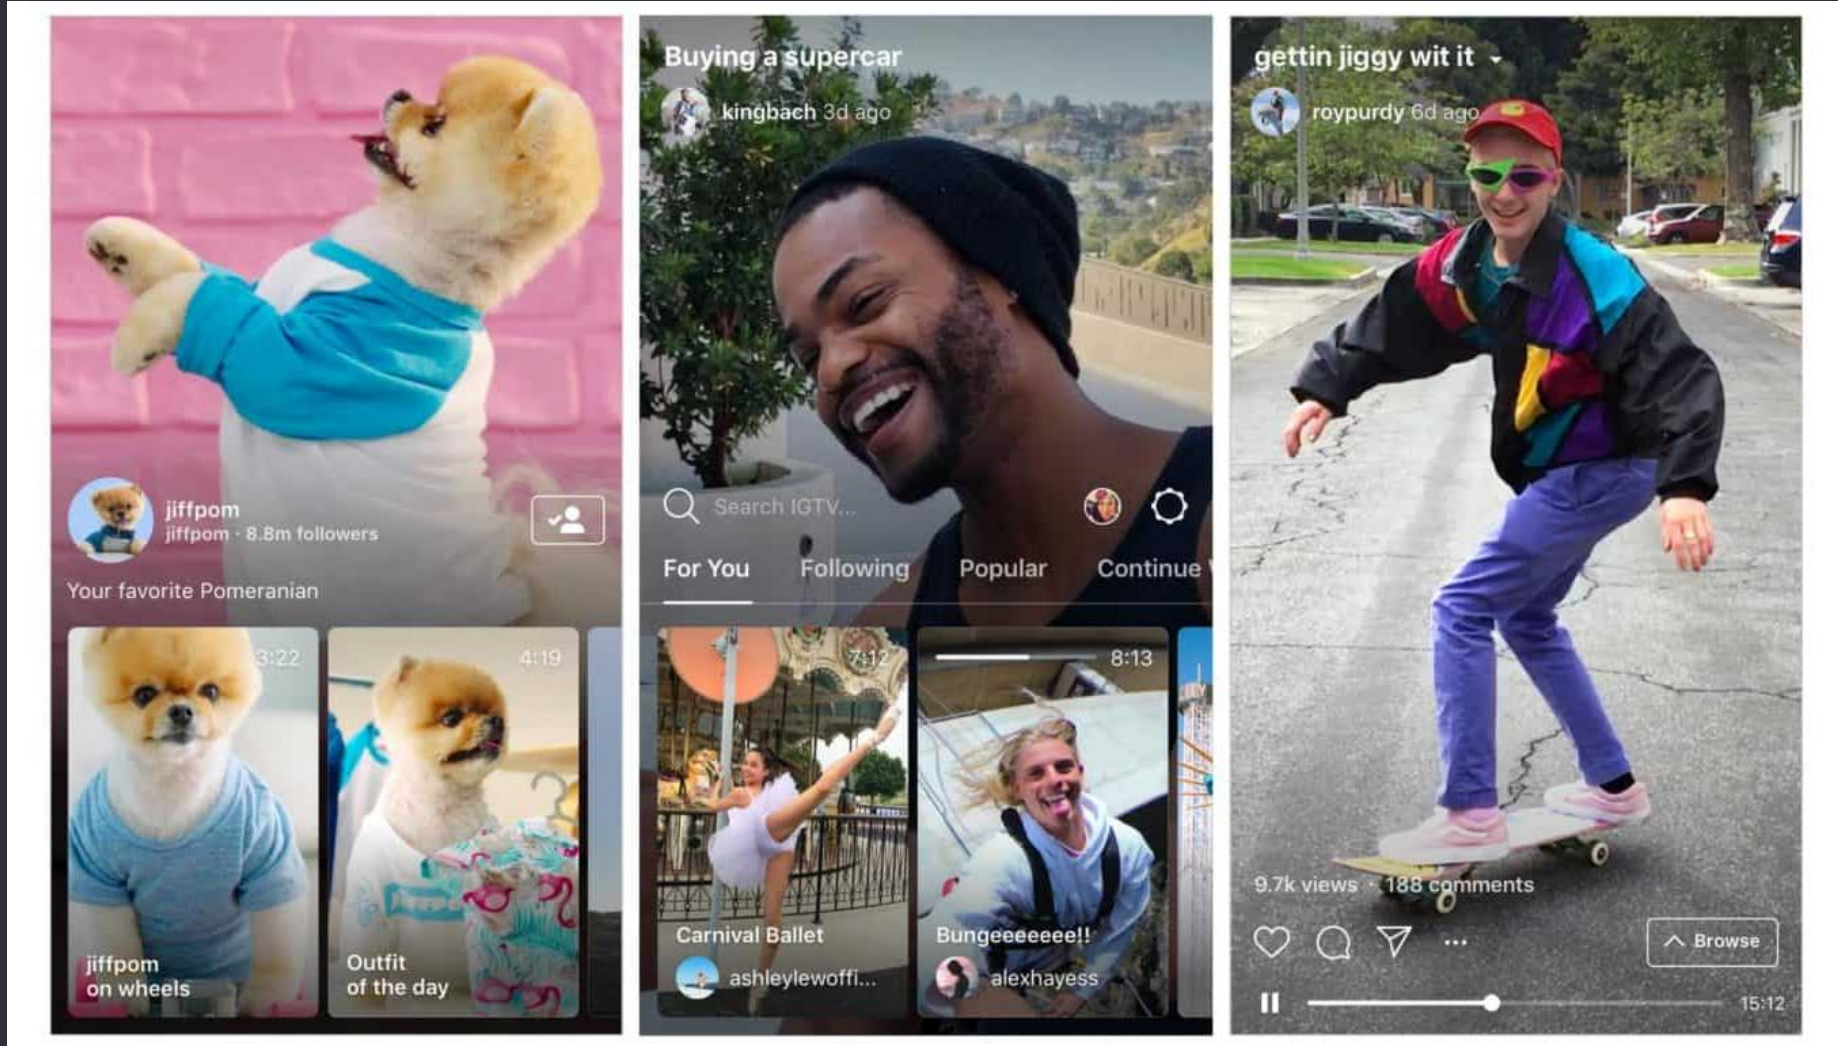 jiffpom
jiffpom · 8.8m followers
Your favorite Pomeranian
3:22
jiffpom
on wheels
4:19
Outfit
of the day
Buying a supercar
kingbach 3d ago
Search IGTV...
For You Following Popular Continue
7:12
Carnival Ballet
ashleylewoffi...
8:13
Bungeeeeeee!!
alexhayess
gettin jiggy wit it
roypurdy 6d ago
9.7k views · 188 comments
Browse
15:12